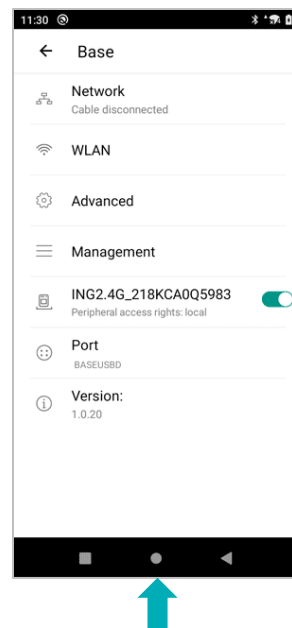 11:30
Base
Network
Cable disconnected
WLAN
Advanced
Management
ING2.4G_218KCA0Q5983
Peripheral access rights: local
Port
BASEUSBD
Version:
1.0.20